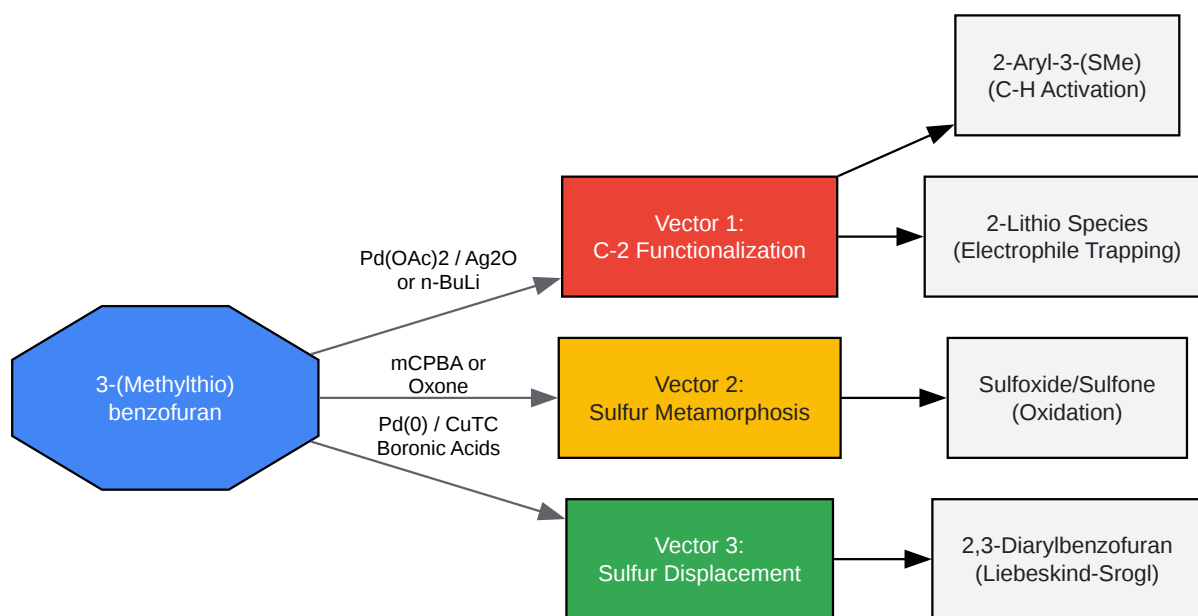 2-Aryl-3-(SMe)
(C-H Activation)
Vector 1:
C-2 Functionalization
2-Lithio Species
(Electrophile Trapping)
Pd(OAc)2 / Ag2O
or n-BuLi
3-(Methylthio)
benzofuran
mCPBA or
Oxone
Vector 2:
Sulfur Metamorphosis
Sulfoxide/Sulfone
(Oxidation)
Pd(0) / CuTC
Boronic Acids
Vector 3:
Sulfur Displacement
2,3-Diarylbenzofuran
(Liebeskind-Srogl)